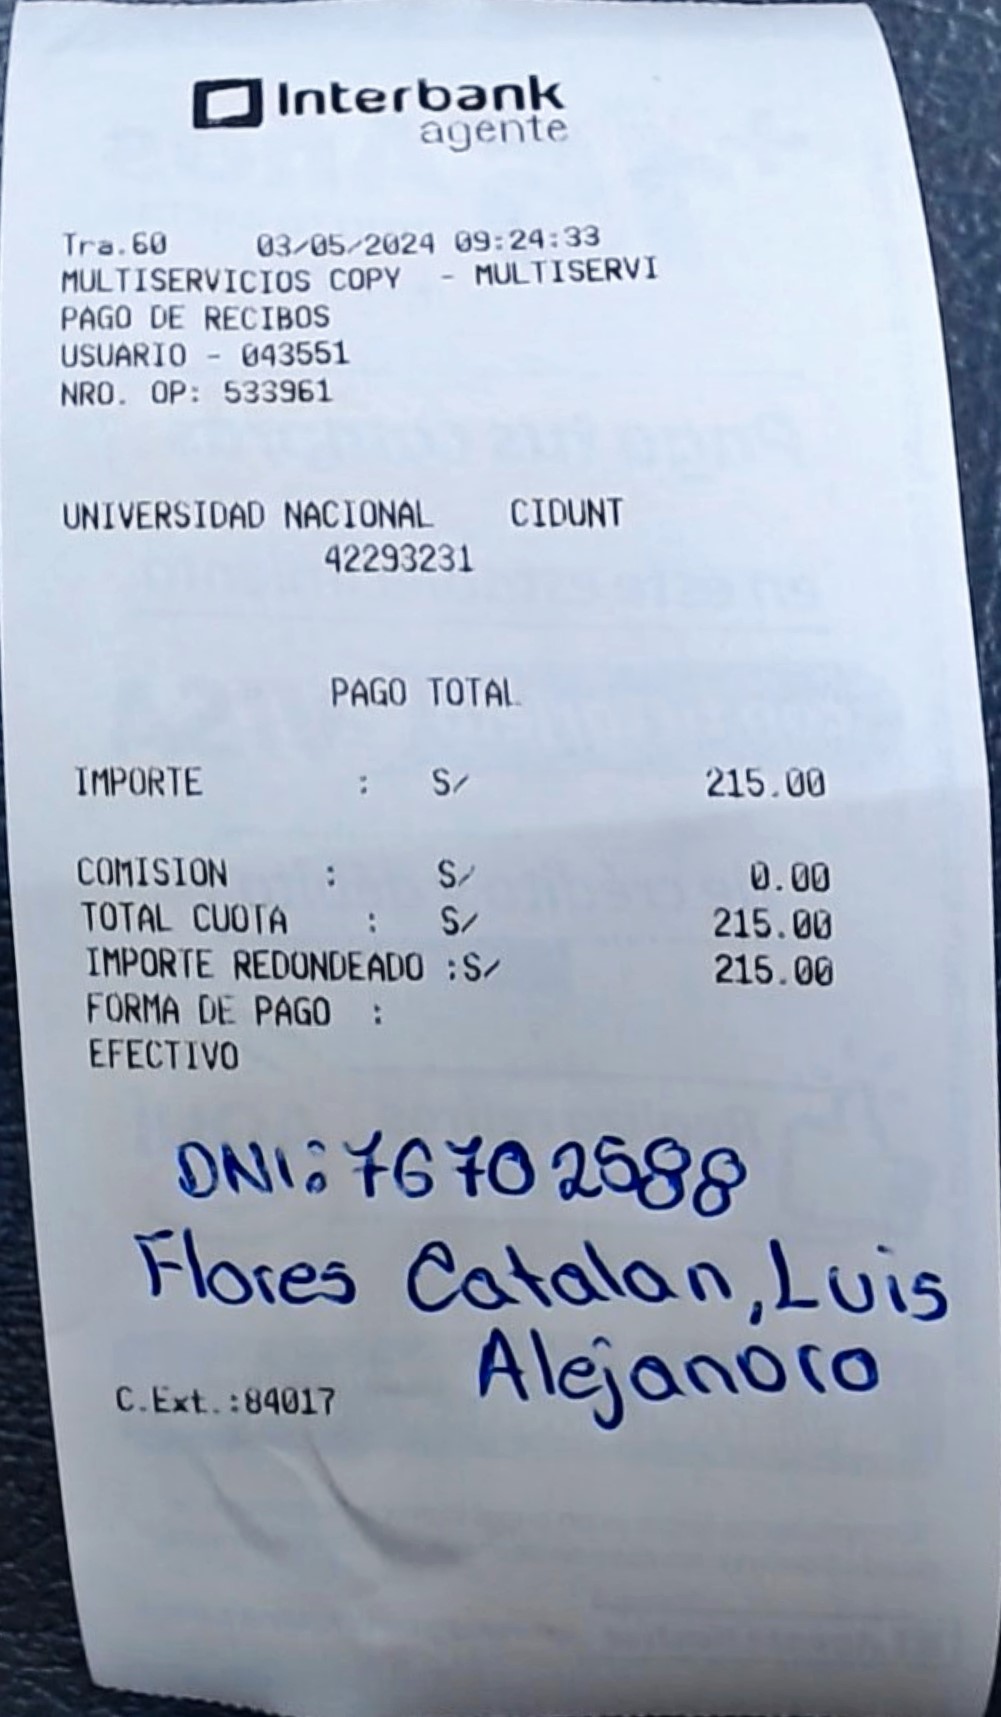 Interbank
agente
Tra.60 03/05/2024 09:24:33
MULTISERVICIOS COPY - MULTISERVI
PAGO DE RECIBOS
USUARIO - 043551
NRO. OP: 533961
UNIVERSIDAD NACIONAL CIDUNT
42293231
PAGO TOTAL
IMPORTE : S/ 215.00
COMISION : S/ 0.00
TOTAL CUOTA : S/ 215.00
IMPORTE REDONDEADO :S/ 215.00
FORMA DE PAGO :
EFECTIVO
DNI: 76702588
Flores Catalan, Luis
Alejandro
C.Ext.:84017